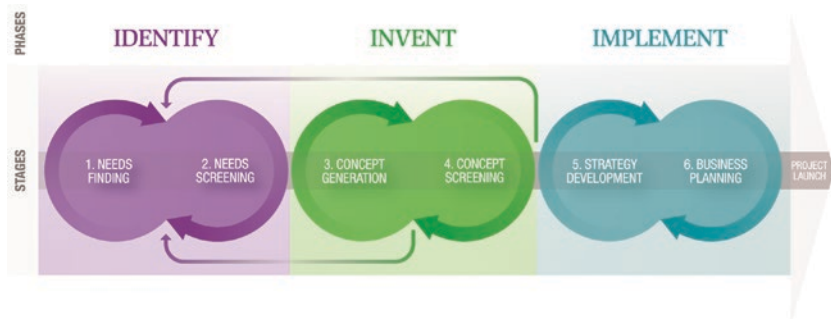 PHASES
IDENTIFY
INVENT
IMPLEMENT
STAGES
1. NEEDS
FINDING
2. NEEDS
SCREENING
3. CONCEPT
GENERATION
4. CONCEPT
SCREENING
5. STRATEGY
DEVELOPMENT
6. BUSINESS
PLANNING
PROJECT
LAUNCH